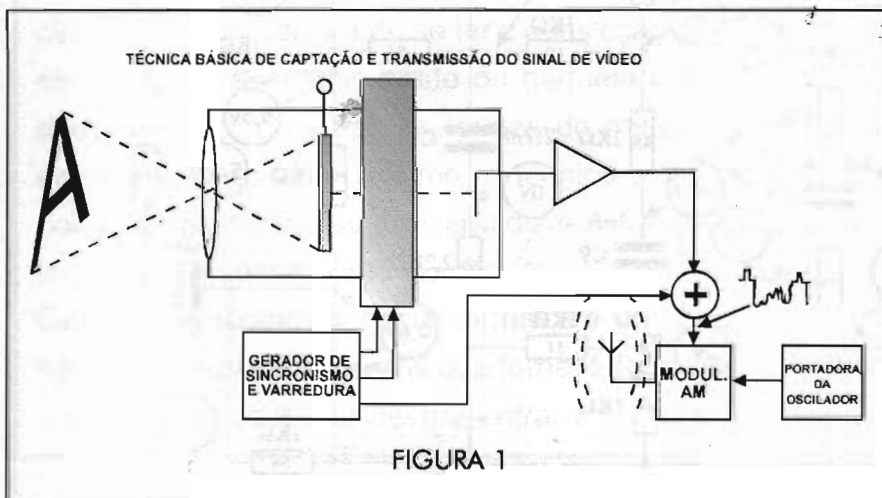 TÉCNICA BÁSICA DE CAPTAÇÃO E TRANSMISSÃO DO SINAL DE VÍDEO
A
+
GERADOR DE
SINCRONISMO
E VARREDURA
MODUL.
AM
PORTADORA
DA
OSCILADOR
FIGURA 1